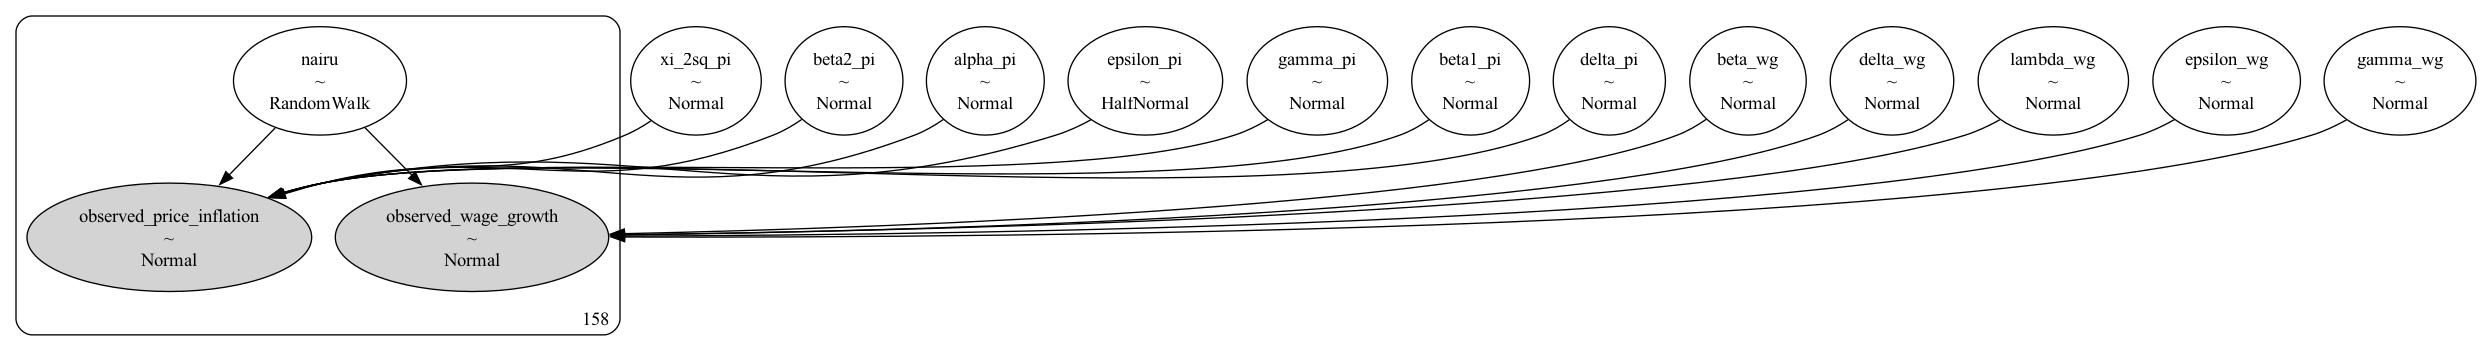 nairu
~
RandomWalk
xi_2sq_pi
~
Normal
beta2_pi
~
Normal
alpha_pi
~
Normal
epsilon_pi
~
HalfNormal
gamma_pi
~
Normal
beta1_pi
~
Normal
delta_pi
~
Normal
beta_wg
~
Normal
delta_wg
~
Normal
lambda_wg
~
Normal
epsilon_wg
~
Normal
gamma_wg
~
Normal
observed_price_inflation
~
Normal
observed_wage_growth
~
Normal
158